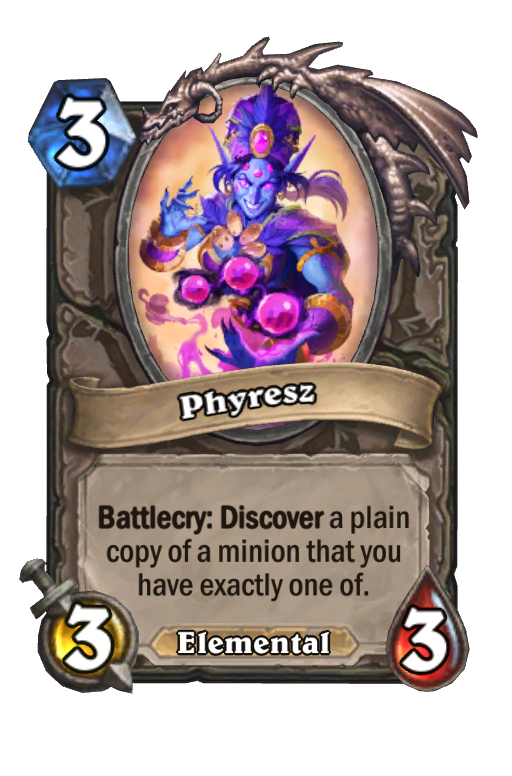 3
Phyresz
Battlecry: Discover a plain
copy of a minion that you
have exactly one of.
3
Elemental
3